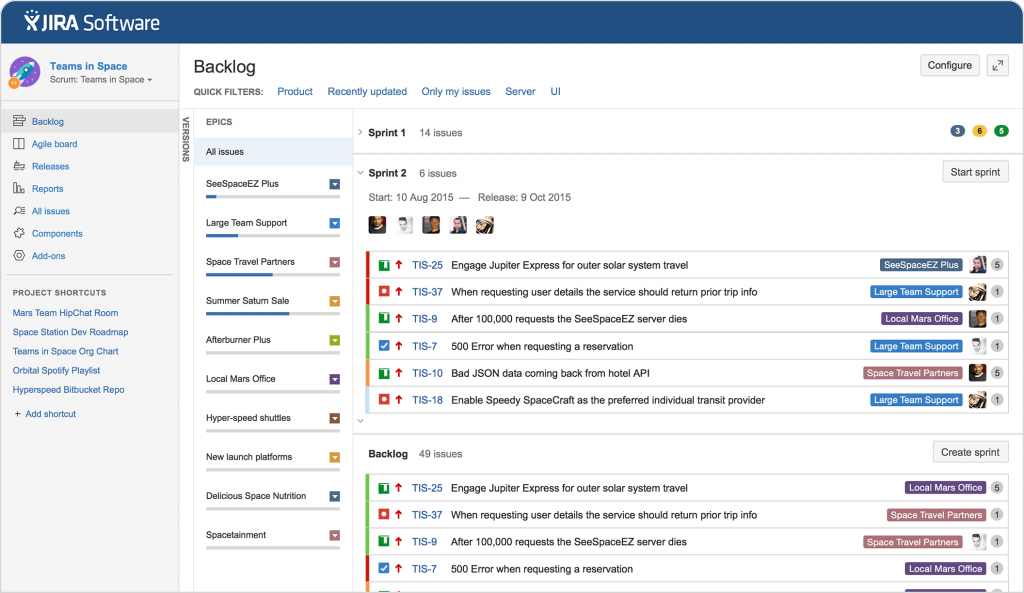 JIRA Software
Teams in Space
Scrum: Teams in Space
Backlog
Agile board
Releases
Reports
All issues
Components
Add-ons
PROJECT SHORTCUTS
Mars Team HipChat Room
Space Station Dev Roadmap
Teams in Space Org Chart
Orbital Spotify Playlist
Hyperspeed Bitbucket Repo
+ Add shortcut
Backlog
Configure
QUICK FILTERS: Product Recently updated Only my issues Server UI
VERSIONS
EPICS
All issues
SeeSpaceEZ Plus
Large Team Support
Space Travel Partners
Summer Saturn Sale
Afterburner Plus
Local Mars Office
Hyper-speed shuttles
New launch platforms
Delicious Space Nutrition
Spacetainment
Sprint 1 14 issues 3 6 5
Sprint 2 6 issues Start sprint
Start: 10 Aug 2015 — Release: 9 Oct 2015
TIS-25 Engage Jupiter Express for outer solar system travel SeeSpaceEZ Plus 5
TIS-37 When requesting user details the service should return prior trip info Large Team Support 1
TIS-9 After 100,000 requests the SeeSpaceEZ server dies Local Mars Office 1
TIS-7 500 Error when requesting a reservation Large Team Support 1
TIS-10 Bad JSON data coming back from hotel API Space Travel Partners 5
TIS-18 Enable Speedy SpaceCraft as the preferred individual transit provider Large Team Support 1
Backlog 49 issues Create sprint
TIS-25 Engage Jupiter Express for outer solar system travel Local Mars Office 5
TIS-37 When requesting user details the service should return prior trip info Space Travel Partners 1
TIS-9 After 100,000 requests the SeeSpaceEZ server dies Space Travel Partners 1
TIS-7 500 Error when requesting a reservation Local Mars Office 1